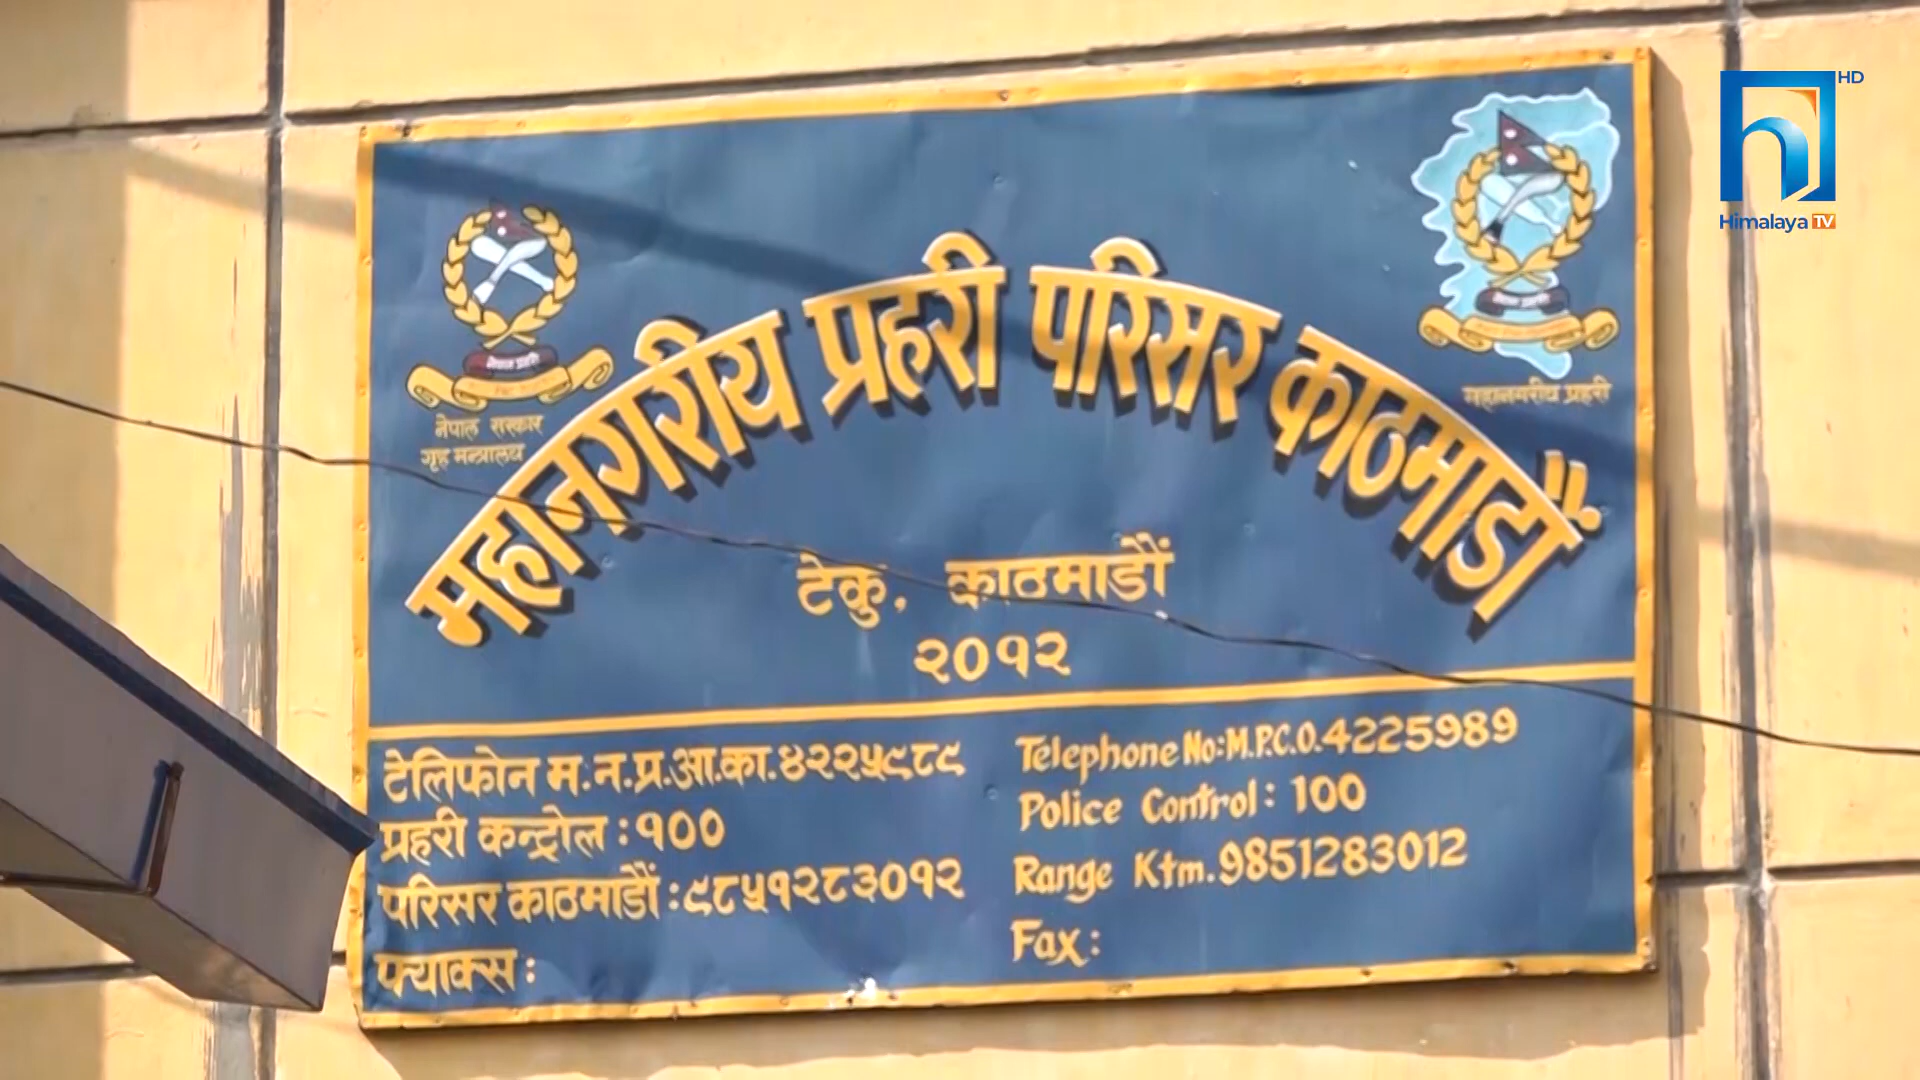 HD
Himalaya TV
नेपाल सरकार
गृह मन्त्रालय
नेपाल प्रहरी
महानगरीय प्रहरी
महानगरीय प्रहरी परिसर काठमाडौं
टेकु, काठमाडौं
२०१२
टेलिफोन म.न.प्र.आ.का.४२२५९८९
प्रहरी कन्ट्रोल : १००
परिसर काठमाडौं : ९८५१२८३०१२
फ्याक्स :
Telephone No:M.P.C.O.4225989
Police Control: 100
Range Ktm.9851283012
Fax: